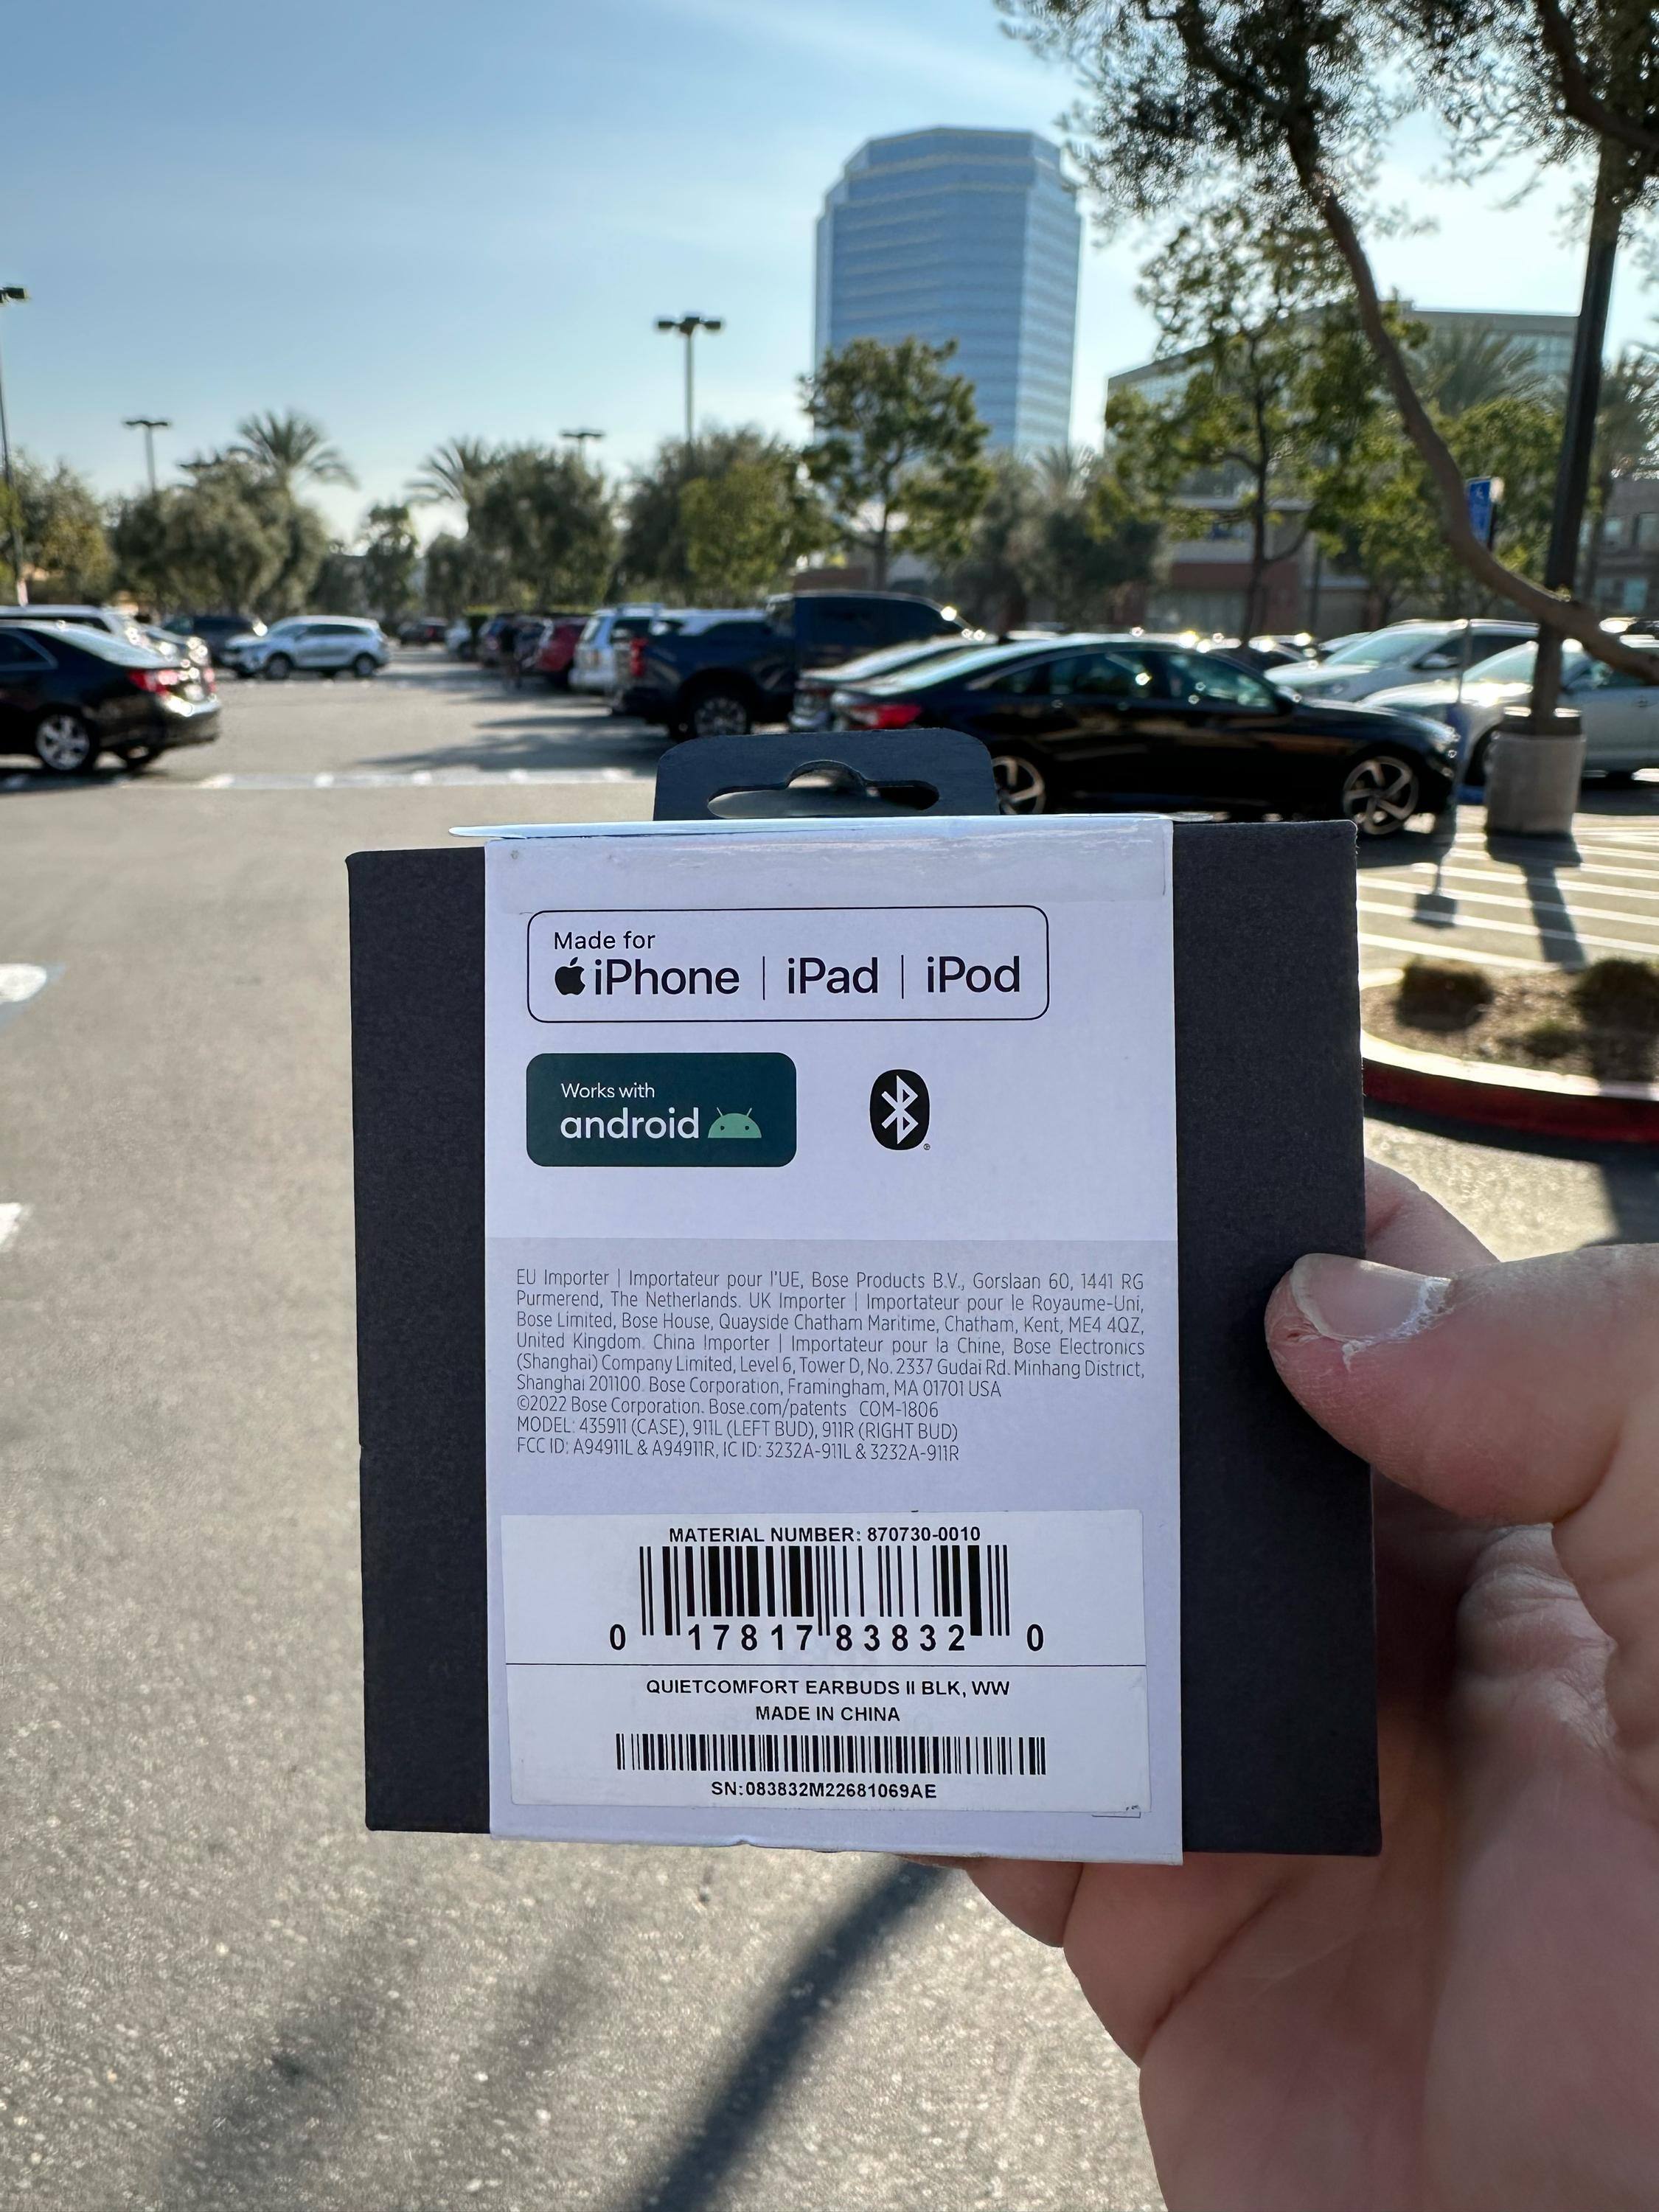 Made for
iPhone | iPad | iPod
Works with
android
®
EU Importer | Importateur pour l'UE, Bose Products B.V., Gorslaan 60, 1441 RG
Purmerend, The Netherlands. UK Importer | Importateur pour le Royaume-Uni,
Bose Limited, Bose House, Quayside Chatham Maritime, Chatham, Kent, ME4 4QZ,
United Kingdom. China Importer | Importateur pour la Chine, Bose Electronics
(Shanghai) Company Limited, Level 6, Tower D, No. 2337 Gudai Rd. Minhang District,
Shanghai 201100. Bose Corporation, Framingham, MA 01701 USA
©2022 Bose Corporation. Bose.com/patents COM-1806
MODEL: 435911 (CASE), 911L (LEFT BUD), 911R (RIGHT BUD)
FCC ID: A94911L & A94911R, IC ID: 3232A-911L & 3232A-911R
MATERIAL NUMBER: 870730-0010
0 17817 83832 0
QUIETCOMFORT EARBUDS II BLK, WW
MADE IN CHINA
SN:083832M22681069AE